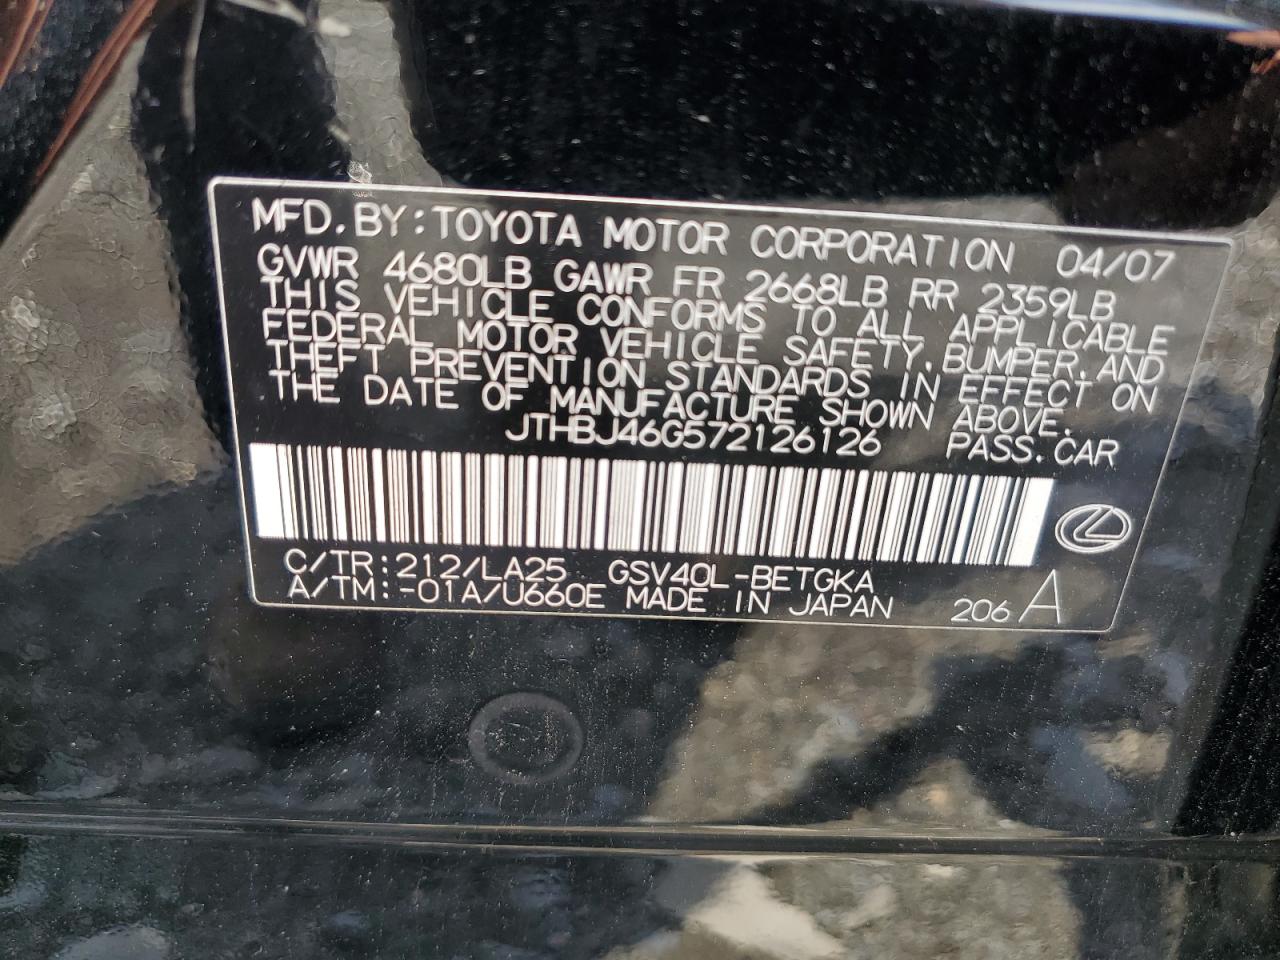 MFD. BY: TOYOTA MOTOR CORPORATION 04/07
GVWR 4680LB GAWR FR 2668LB RR 2359LB
THIS VEHICLE CONFORMS TO ALL APPLICABLE
FEDERAL MOTOR VEHICLE SAFETY, BUMPER, AND
THEFT PREVENTION STANDARDS IN EFFECT ON
THE DATE OF MANUFACTURE SHOWN ABOVE.
JTHBJ46G572126126 PASS. CAR
C/TR: 212/LA25 GSV40L-BETGKA
A/TM: -01A/U660E MADE IN JAPAN 206 A